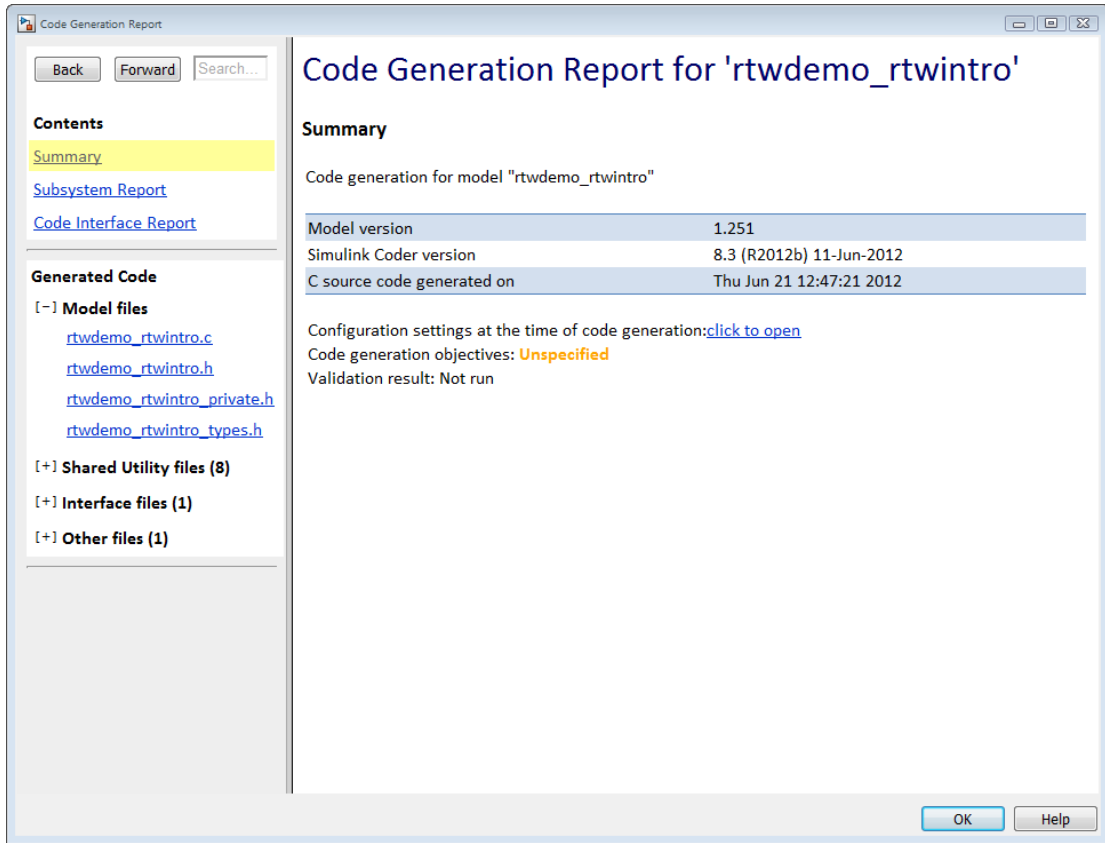 Code Generation Report
Back Forward Search...
Contents
Summary
Subsystem Report
Code Interface Report
Generated Code
[-] Model files
rtwdemo_rtwintro.c
rtwdemo_rtwintro.h
rtwdemo_rtwintro_private.h
rtwdemo_rtwintro_types.h
[+] Shared Utility files (8)
[+] Interface files (1)
[+] Other files (1)
Code Generation Report for 'rtwdemo_rtwintro'
Summary
Code generation for model "rtwdemo_rtwintro"
Model version 1.251
Simulink Coder version 8.3 (R2012b) 11-Jun-2012
C source code generated on Thu Jun 21 12:47:21 2012
Configuration settings at the time of code generation:click to open
Code generation objectives: Unspecified
Validation result: Not run
OK Help